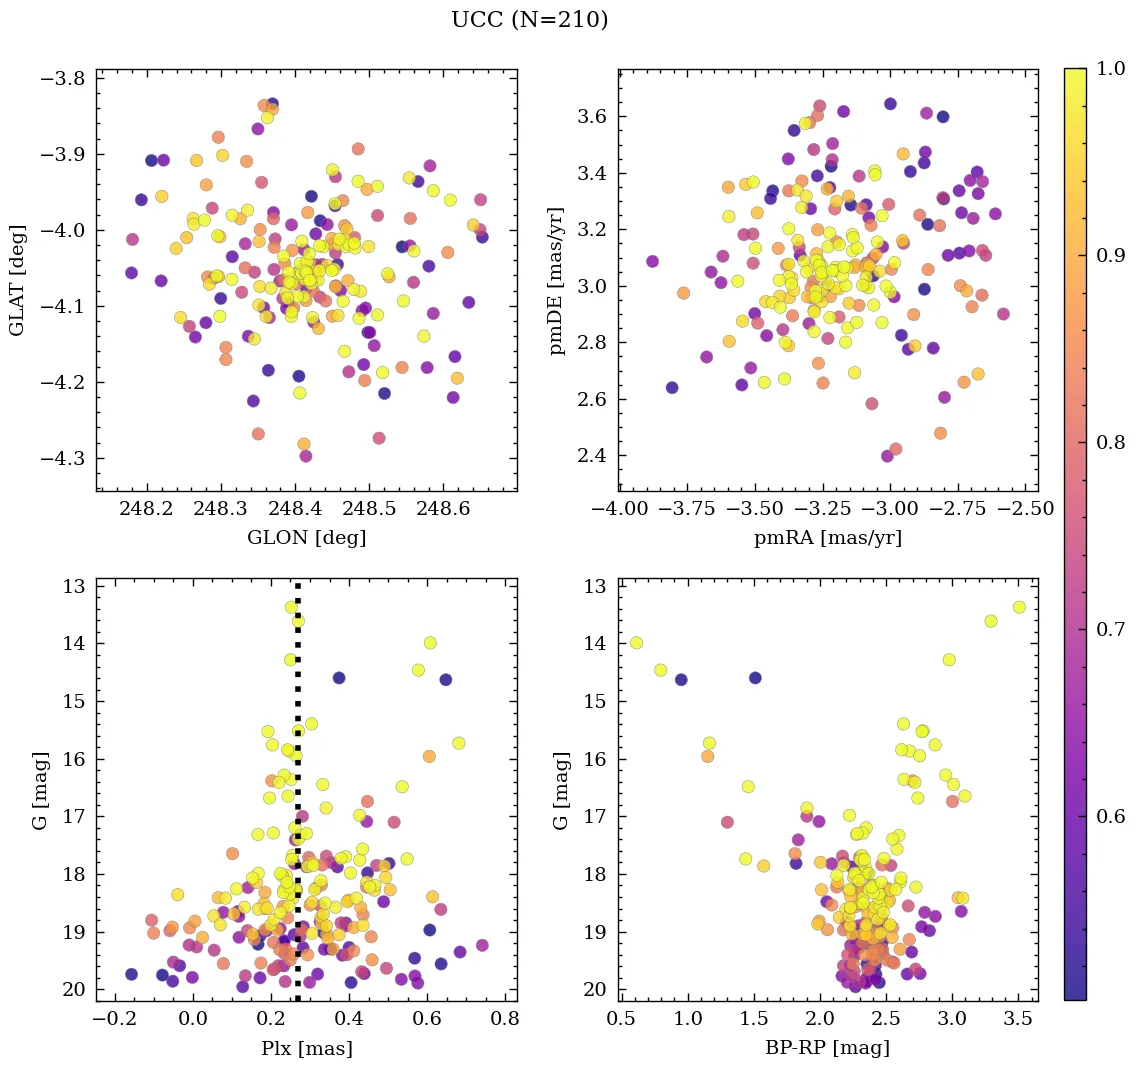 UCC (N=210)
−3.8
−3.9
−4.0
−4.1
−4.2
−4.3
GLAT [deg]
248.2 248.3 248.4 248.5 248.6
GLON [deg]
3.6
3.4
3.2
3.0
2.8
2.6
2.4
pmDE [mas/yr]
−4.00 −3.75 −3.50 −3.25 −3.00 −2.75 −2.50
pmRA [mas/yr]
13
14
15
16
17
18
19
20
G [mag]
−0.2 0.0 0.2 0.4 0.6 0.8
Plx [mas]
13
14
15
16
17
18
19
20
G [mag]
0.5 1.0 1.5 2.0 2.5 3.0 3.5
BP-RP [mag]
1.0
0.9
0.8
0.7
0.6